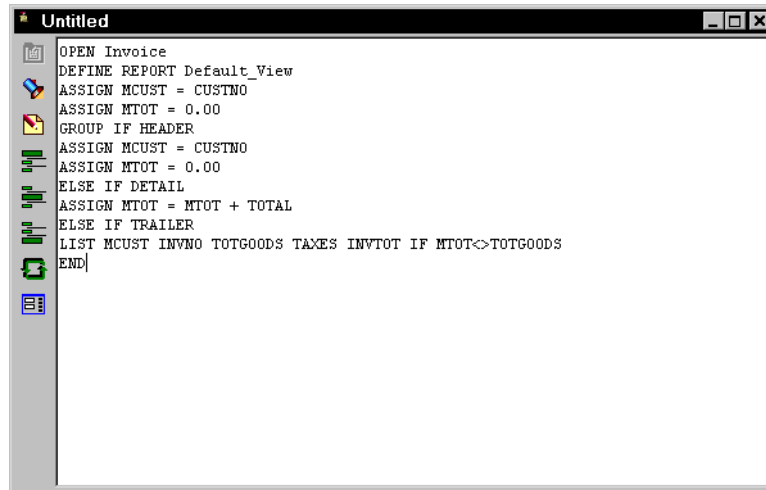 Untitled
OPEN Invoice
DEFINE REPORT Default_View
ASSIGN MCUST = CUSTNO
ASSIGN MTOT = 0.00
GROUP IF HEADER
ASSIGN MCUST = CUSTNO
ASSIGN MTOT = 0.00
ELSE IF DETAIL
ASSIGN MTOT = MTOT + TOTAL
ELSE IF TRAILER
LIST MCUST INVNO TOTGOODS TAXES INVTOT IF MTOT<>TOTGOODS
END